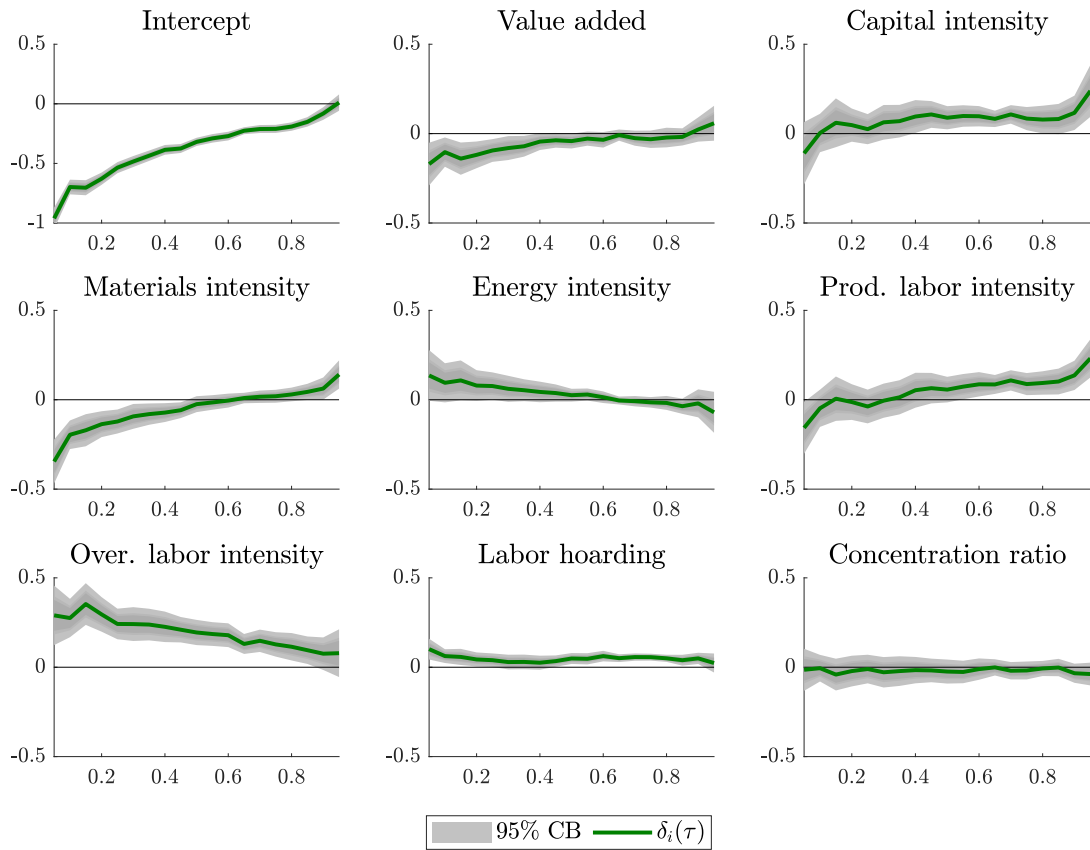 Intercept Value added Capital intensity
0.5 0.5 0.5
0
0 0
-0.5
-1 -0.5 -0.5
0.2 0.4 0.6 0.8 0.2 0.4 0.6 0.8 0.2 0.4 0.6 0.8
Materials intensity Energy intensity Prod. labor intensity
0.5 0.5 0.5
0 0 0
-0.5 -0.5 -0.5
0.2 0.4 0.6 0.8 0.2 0.4 0.6 0.8 0.2 0.4 0.6 0.8
Over. labor intensity Labor hoarding Concentration ratio
0.5 0.5 0.5
0 0 0
-0.5 -0.5 -0.5
0.2 0.4 0.6 0.8 0.2 0.4 0.6 0.8 0.2 0.4 0.6 0.8
95% CB δᵢ(τ)